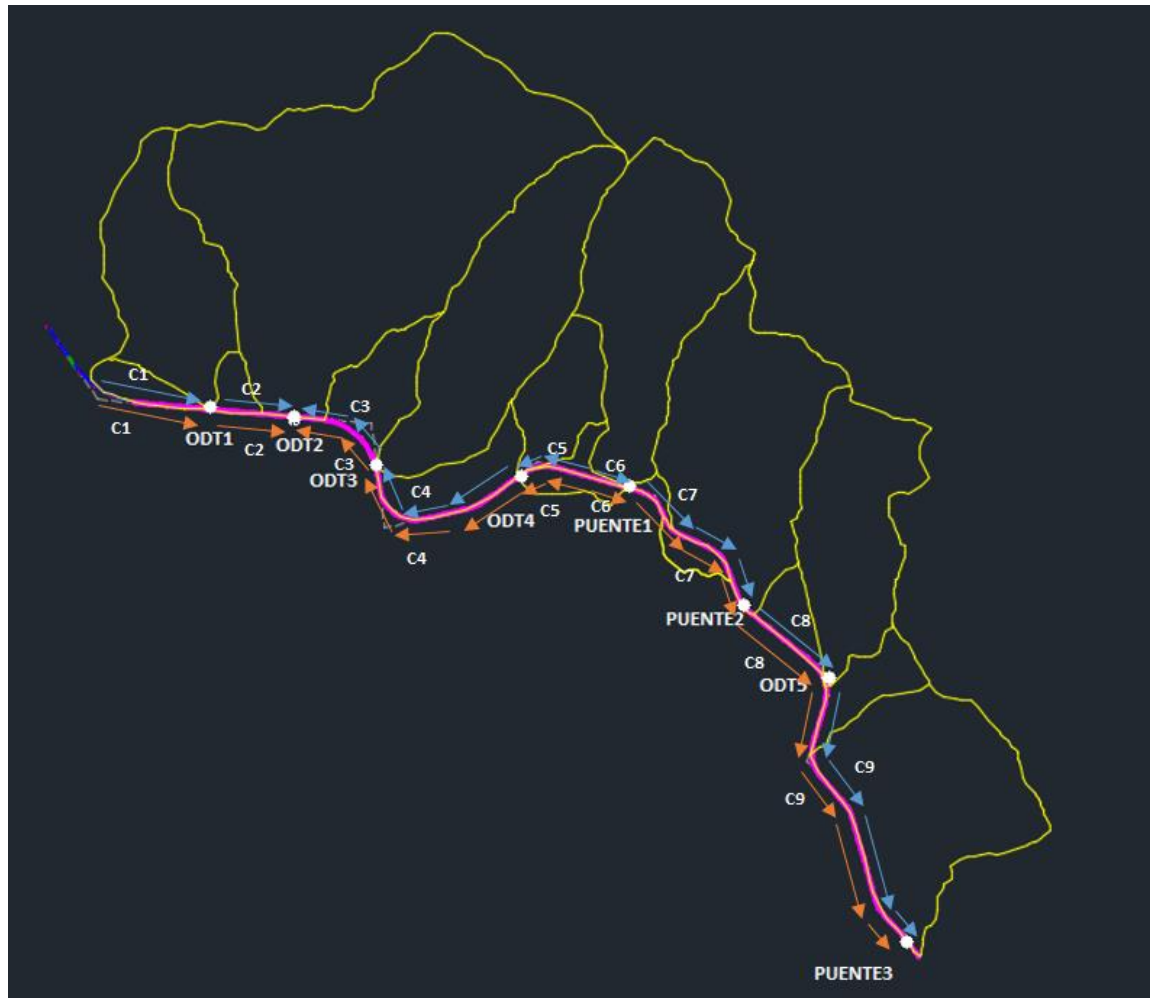 C1
C2
C1
C3
ODT1
C2
ODT2
C3
ODT3
C5
C6
C4
C7
ODT4
C5
C6
PUENTE1
C4
C7
PUENTE2
C8
C8
ODT5
C9
C9
PUENTE3